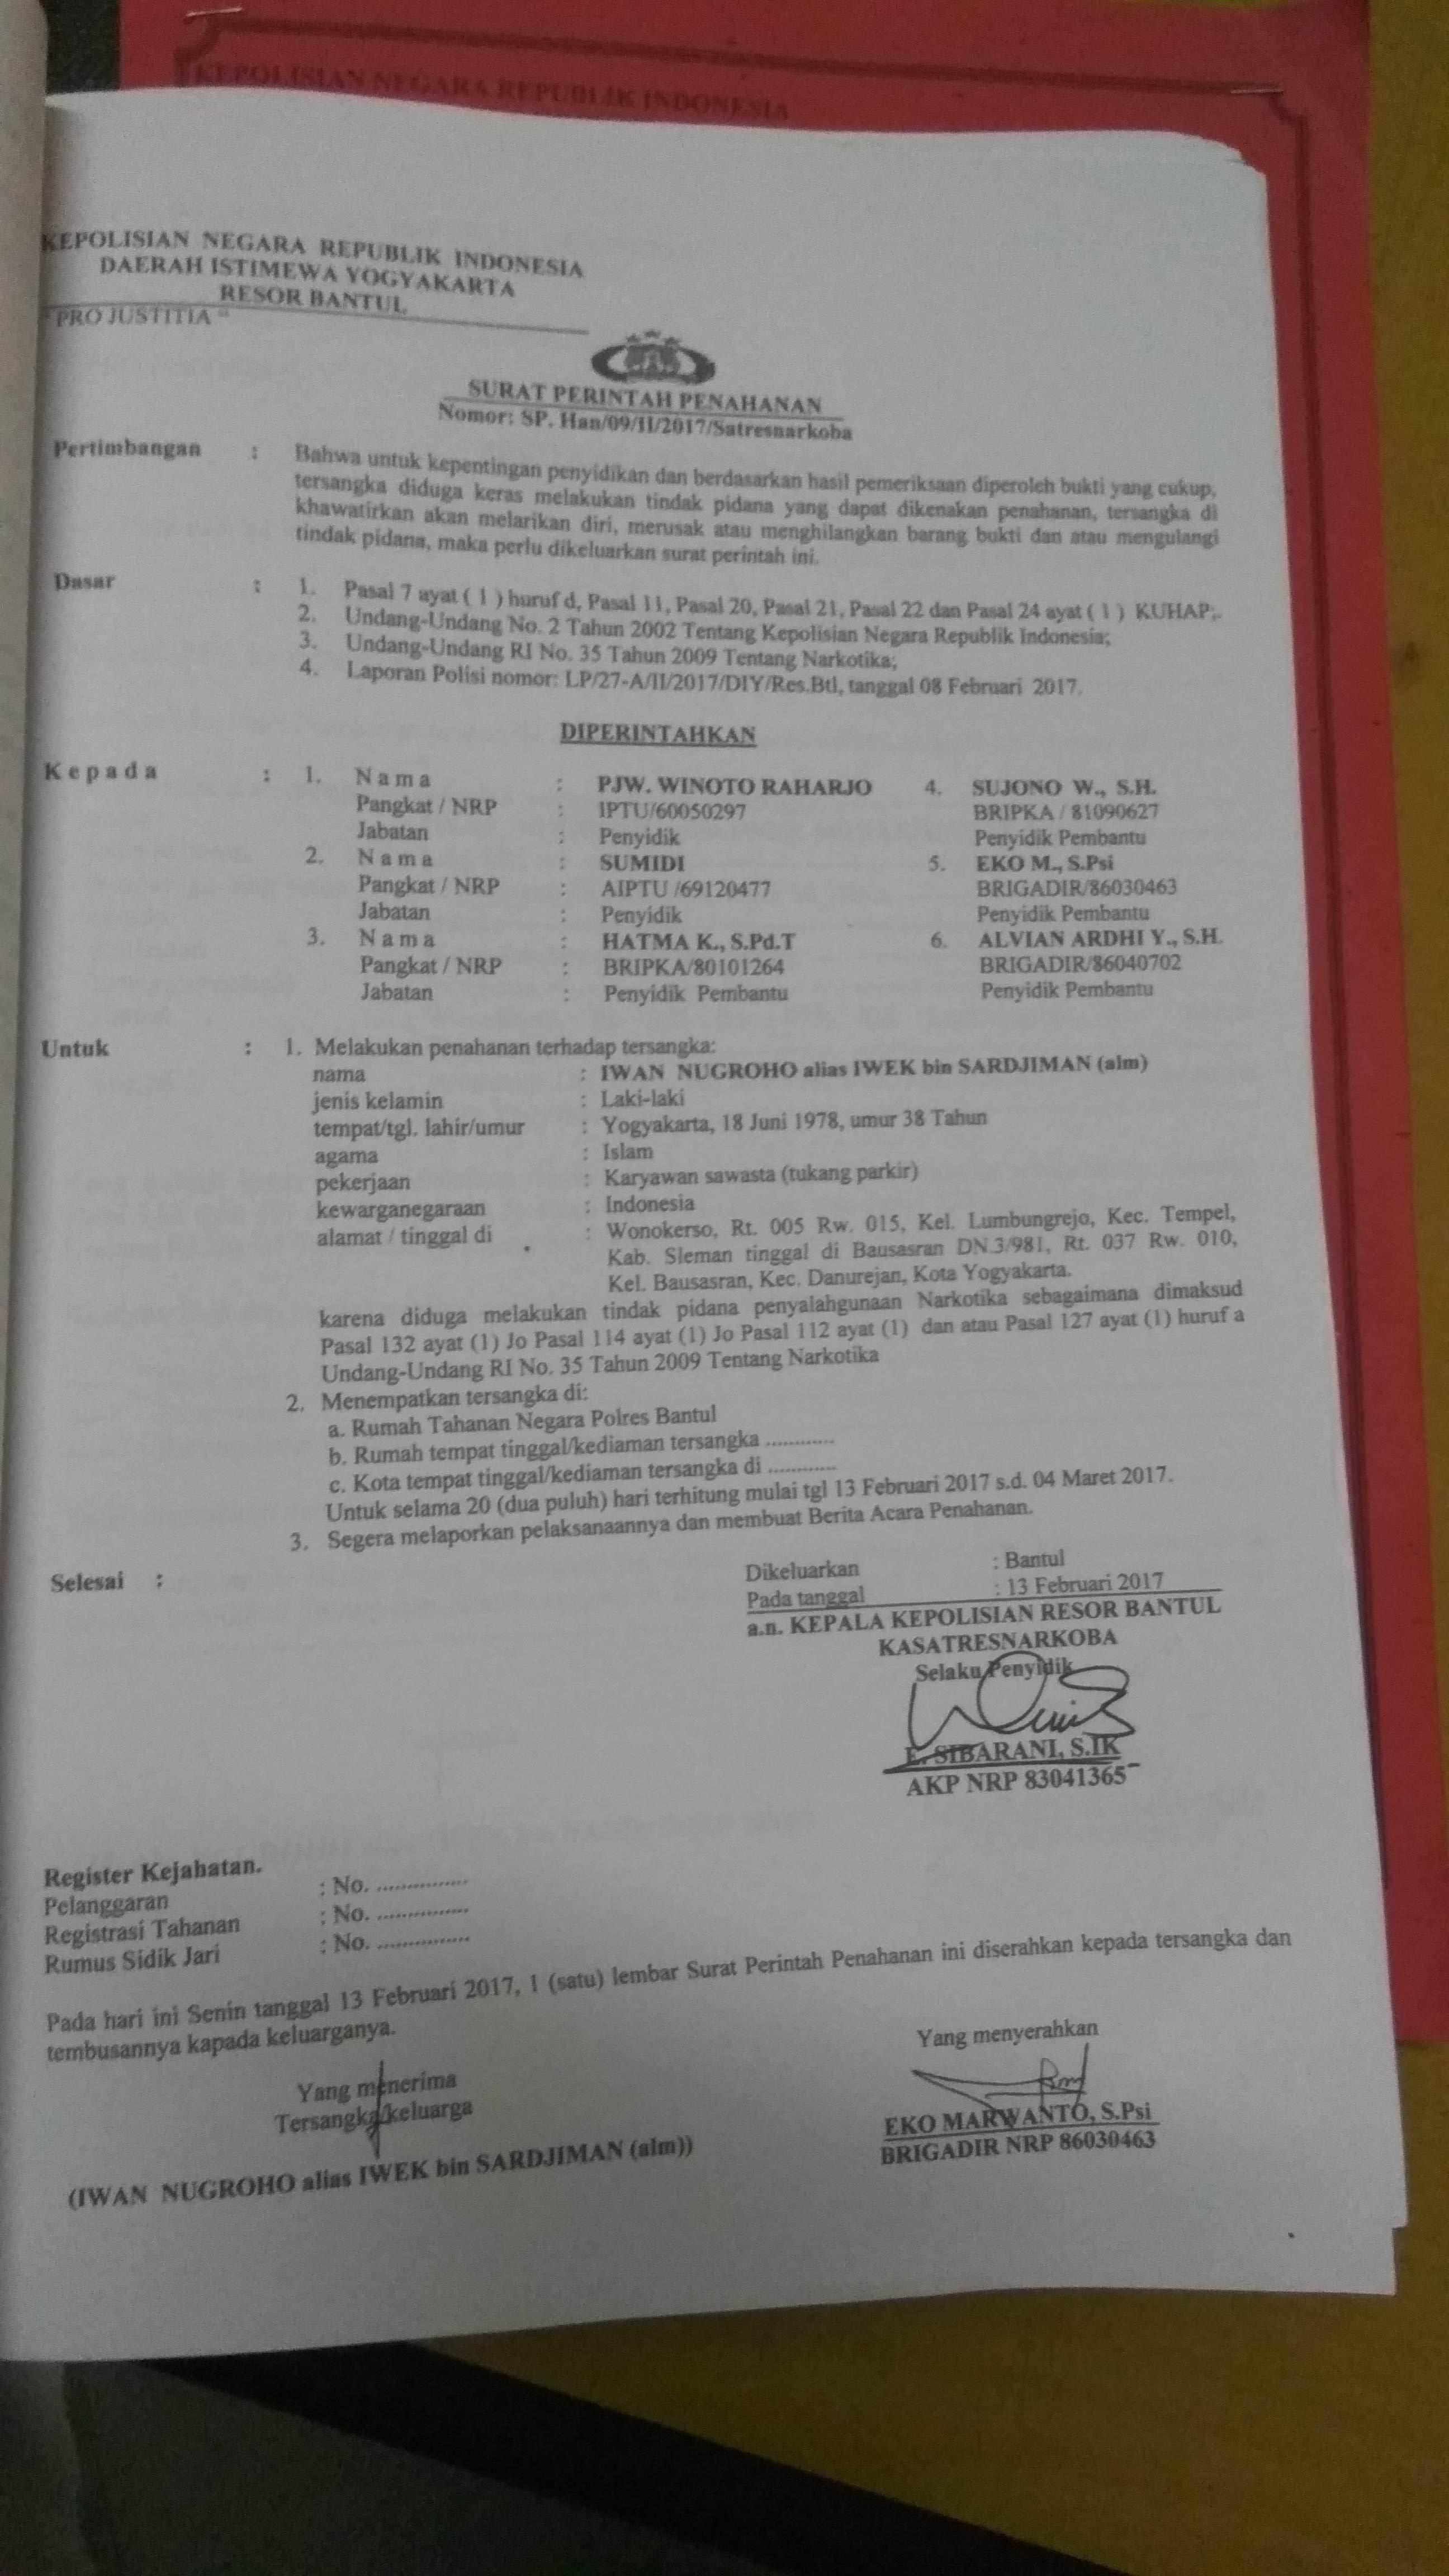 KEPOLISIAN NEGARA REPUBLIK INDONESIA
KEPOLISIAN NEGARA REPUBLIK INDONESIA
DAERAH ISTIMEWA YOGYAKARTA
RESOR BANTUL
" PRO JUSTITIA "
SURAT PERINTAH PENAHANAN
Nomor: SP. Han/09/II/2017/Satresnarkoba
Pertimbangan : Bahwa untuk kepentingan penyidikan dan berdasarkan hasil pemeriksaan diperoleh bukti yang cukup,
tersangka diduga keras melakukan tindak pidana yang dapat dikenakan penahanan, tersangka di
khawatirkan akan melarikan diri, merusak atau menghilangkan barang bukti dan atau mengulangi
tindak pidana, maka perlu dikeluarkan surat perintah ini.
Dasar : 1. Pasal 7 ayat ( 1 ) huruf d, Pasal 11, Pasal 20, Pasal 21, Pasal 22 dan Pasal 24 ayat ( 1 ) KUHAP;.
2. Undang-Undang No. 2 Tahun 2002 Tentang Kepolisian Negara Republik Indonesia;
3. Undang-Undang RI No. 35 Tahun 2009 Tentang Narkotika;
4. Laporan Polisi nomor: LP/27-A/II/2017/DIY/Res.Btl, tanggal 08 Februari 2017.
DIPERINTAHKAN
Kepada : 1. Nama : PJW. WINOTO RAHARJO 4. SUJONO W., S.H.
Pangkat / NRP : IPTU/60050297 BRIPKA / 81090627
Jabatan : Penyidik Penyidik Pembantu
2. Nama : SUMIDI 5. EKO M., S.Psi
Pangkat / NRP : AIPTU /69120477 BRIGADIR/86030463
Jabatan : Penyidik Penyidik Pembantu
3. Nama : HATMA K., S.Pd.T 6. ALVIAN ARDHI Y., S.H.
Pangkat / NRP : BRIPKA/80101264 BRIGADIR/86040702
Jabatan : Penyidik Pembantu Penyidik Pembantu
Untuk : 1. Melakukan penahanan terhadap tersangka:
nama : IWAN NUGROHO alias IWEK bin SARDJIMAN (alm)
jenis kelamin : Laki-laki
tempat/tgl. lahir/umur : Yogyakarta, 18 Juni 1978, umur 38 Tahun
agama : Islam
pekerjaan : Karyawan sawasta (tukang parkir)
kewarganegaraan : Indonesia
alamat / tinggal di : Wonokerso, Rt. 005 Rw. 015, Kel. Lumbungrejo, Kec. Tempel,
Kab. Sleman tinggal di Bausasran DN.3/981, Rt. 037 Rw. 010,
Kel. Bausasran, Kec. Danurejan, Kota Yogyakarta.
karena diduga melakukan tindak pidana penyalahgunaan Narkotika sebagaimana dimaksud
Pasal 132 ayat (1) Jo Pasal 114 ayat (1) Jo Pasal 112 ayat (1) dan atau Pasal 127 ayat (1) huruf a
Undang-Undang RI No. 35 Tahun 2009 Tentang Narkotika
2. Menempatkan tersangka di:
a. Rumah Tahanan Negara Polres Bantul
b. Rumah tempat tinggal/kediaman tersangka ............
c. Kota tempat tinggal/kediaman tersangka di ............
Untuk selama 20 (dua puluh) hari terhitung mulai tgl 13 Februari 2017 s.d. 04 Maret 2017.
3. Segera melaporkan pelaksanaannya dan membuat Berita Acara Penahanan.
Selesai :
Dikeluarkan : Bantul
Pada tanggal : 13 Februari 2017
a.n. KEPALA KEPOLISIAN RESOR BANTUL
KASATRESNARKOBA
Selaku Penyidik
E. SIBARANI, S.IK
AKP NRP 83041365
Register Kejahatan.
Pelanggaran : No. ...............
Registrasi Tahanan : No. ...............
Rumus Sidik Jari : No. ...............
Pada hari ini Senin tanggal 13 Februari 2017, 1 (satu) lembar Surat Perintah Penahanan ini diserahkan kepada tersangka dan
tembusannya kapada keluarganya.
Yang menerima
Tersangka/keluarga
(IWAN NUGROHO alias IWEK bin SARDJIMAN (alm))
Yang menyerahkan
EKO MARWANTO, S.Psi
BRIGADIR NRP 86030463